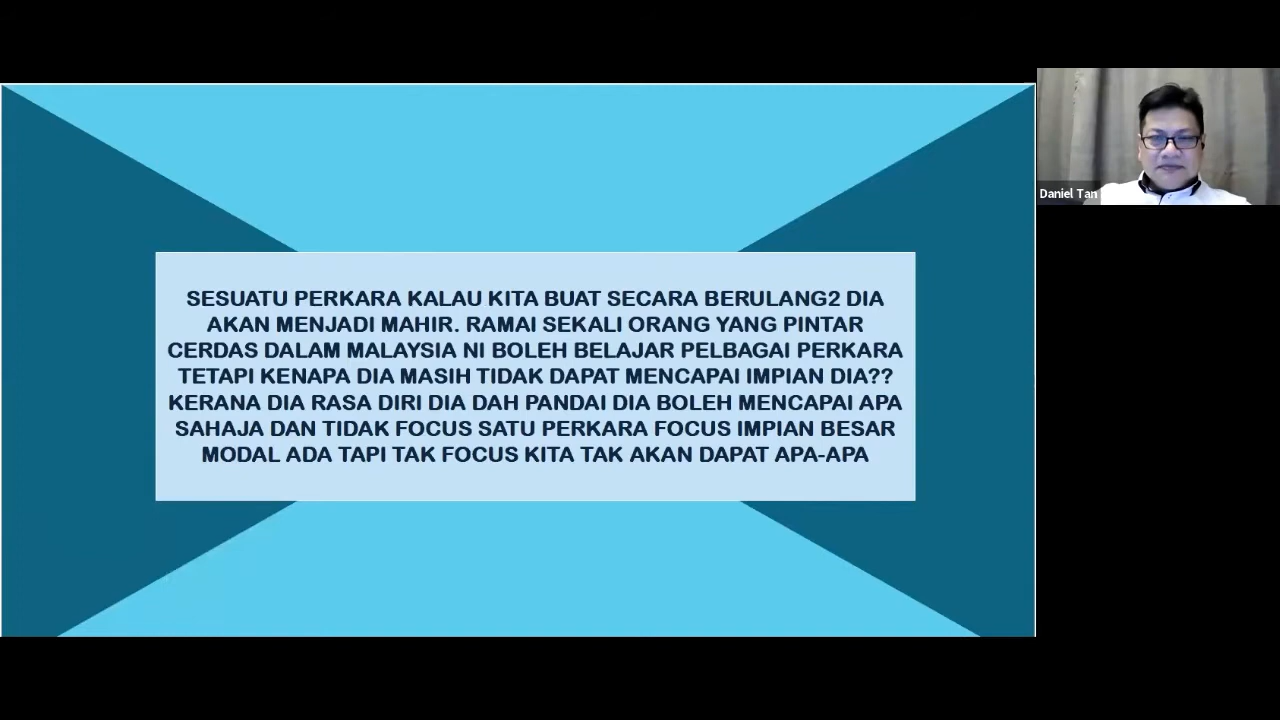 SESUATU PERKARA KALAU KITA BUAT SECARA BERULANG2 DIA
AKAN MENJADI MAHIR. RAMAI SEKALI ORANG YANG PINTAR
CERDAS DALAM MALAYSIA NI BOLEH BELAJAR PELBAGAI PERKARA
TETAPI KENAPA DIA MASIH TIDAK DAPAT MENCAPAI IMPIAN DIA??
KERANA DIA RASA DIRI DIA DAH PANDAI DIA BOLEH MENCAPAI APA
SAHAJA DAN TIDAK FOCUS SATU PERKARA FOCUS IMPIAN BESAR
MODAL ADA TAPI TAK FOCUS KITA TAK AKAN DAPAT APA-APA
Daniel Tan